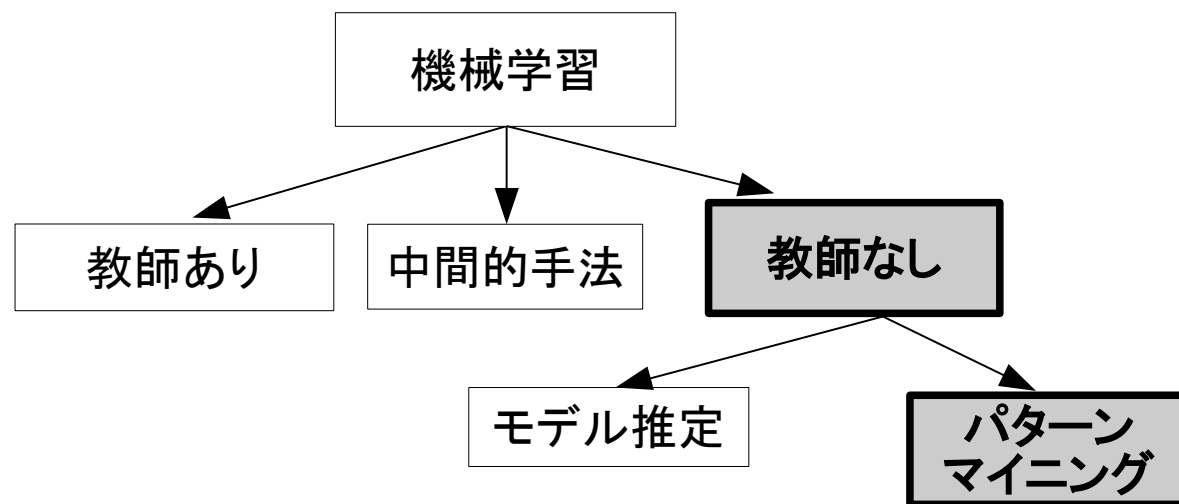 機械学習
教師あり
中間的手法
教師なし
モデル推定
パターン
マイニング